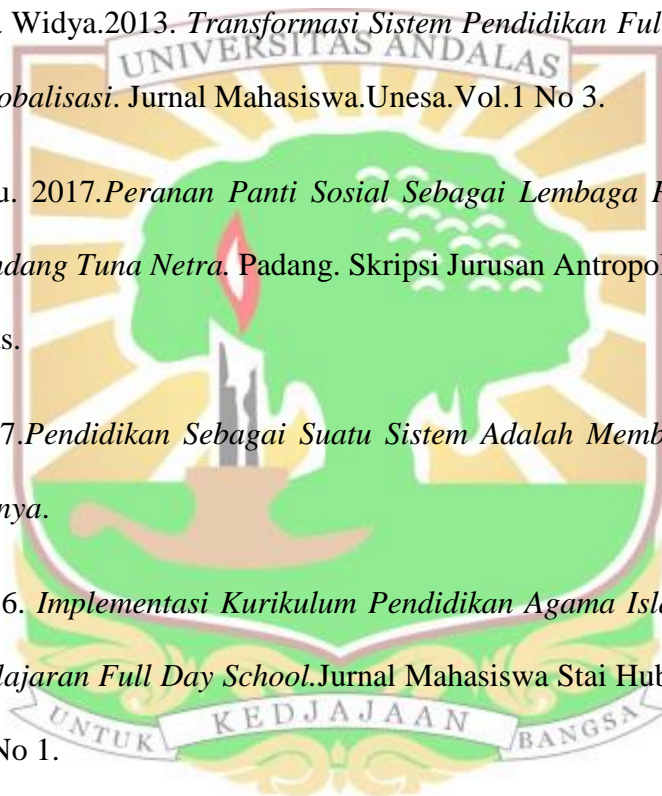 Widya.2013. Transformasi Sistem Pendidikan Ful
UNIVERSITAS ANDALAS
obalisasi. Jurnal Mahasiswa.Unesa.Vol.1 No 3.
u. 2017.Peranan Panti Sosial Sebagai Lembaga
ndang Tuna Netra. Padang. Skripsi Jurusan Antropol
s.
7.Pendidikan Sebagai Suatu Sistem Adalah Memb
nya.
6. Implementasi Kurikulum Pendidikan Agama Isla
lajaran Full Day School.Jurnal Mahasiswa Stai Hub
UNTUK KEDJAJAAN BANGSA
No 1.